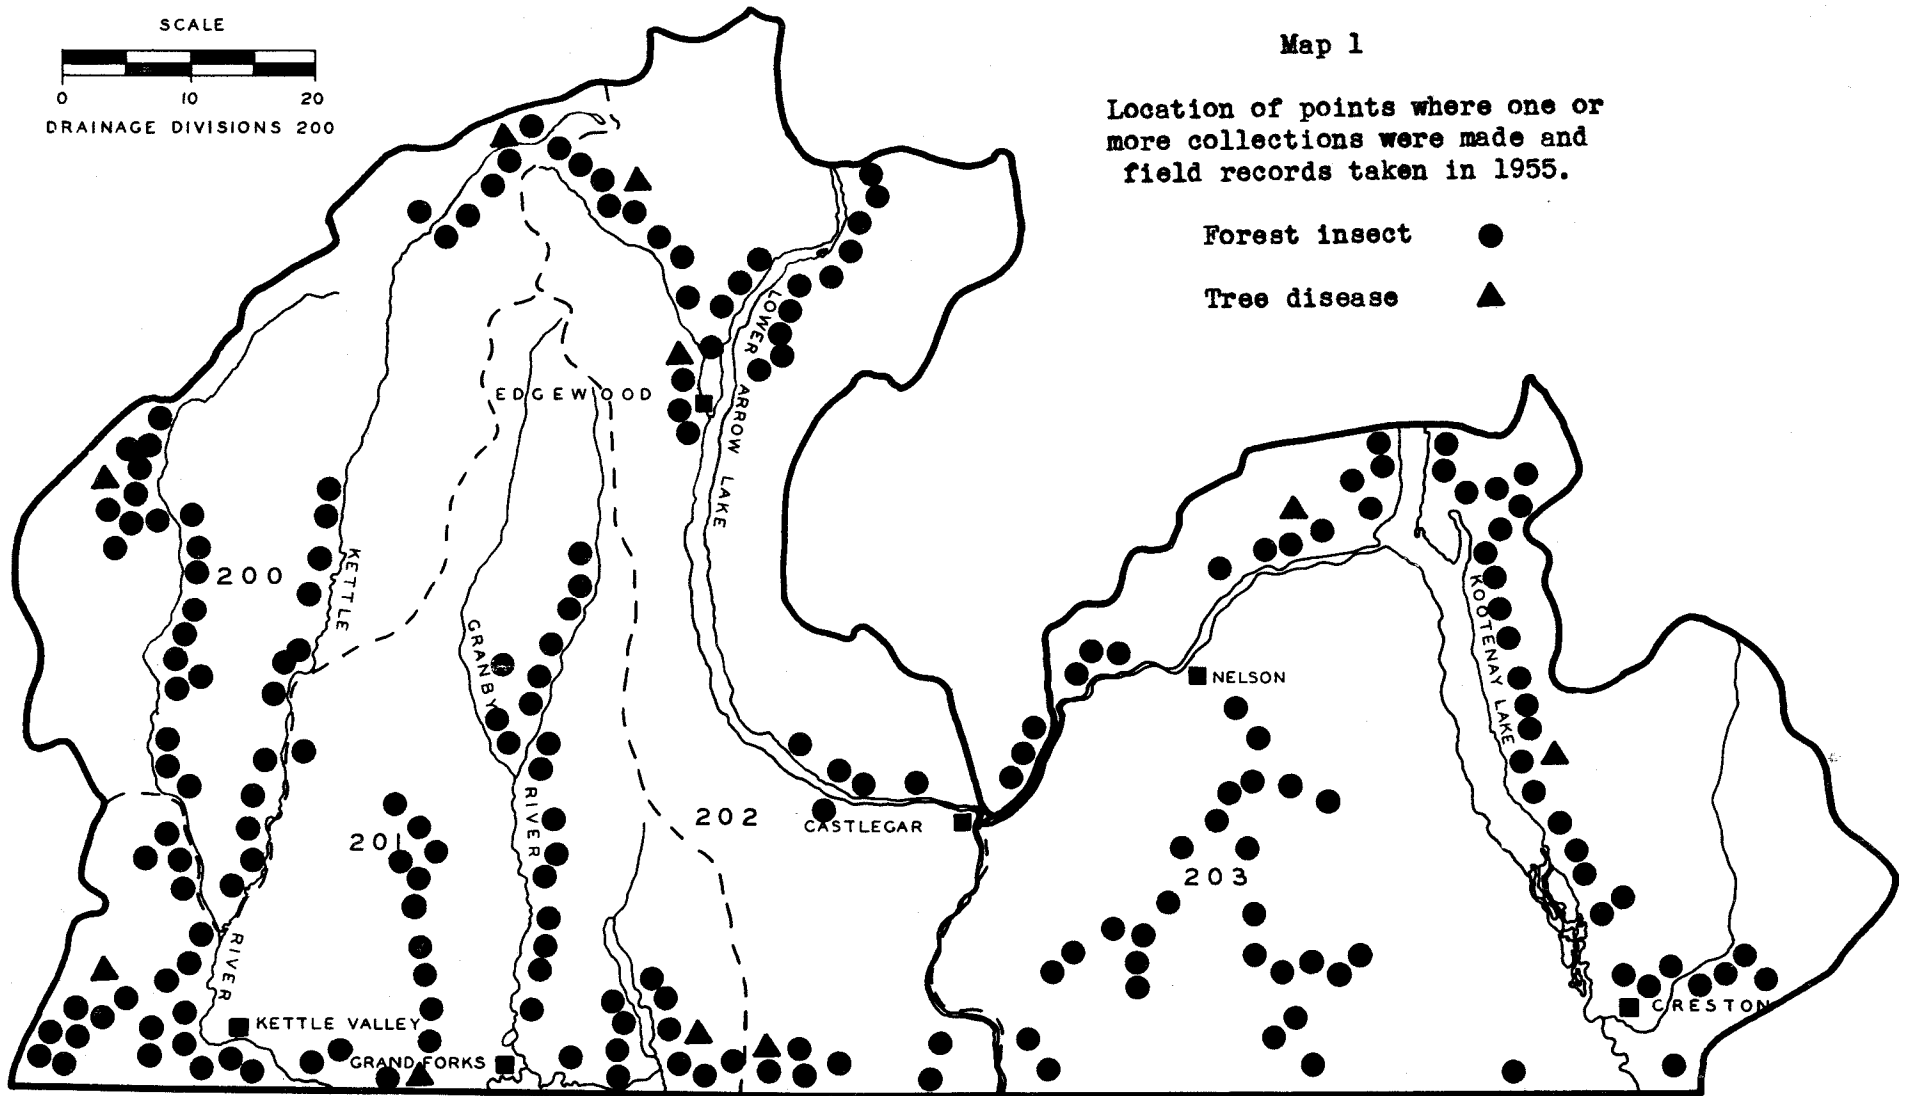 SCALE
0 10 20
DRAINAGE DIVISIONS 200
Map 1
Location of points where one or
more collections were made and
field records taken in 1955.
Forest insect
Tree disease
LOWER
ARROW
LAKE
EDGEWOOD
200
KETTLE
GRANBY
KOOTENAY LAKE
NELSON
RIVER
201
202
CASTLEGAR
203
RIVER
KETTLE VALLEY
GRAND FORKS
CRESTON